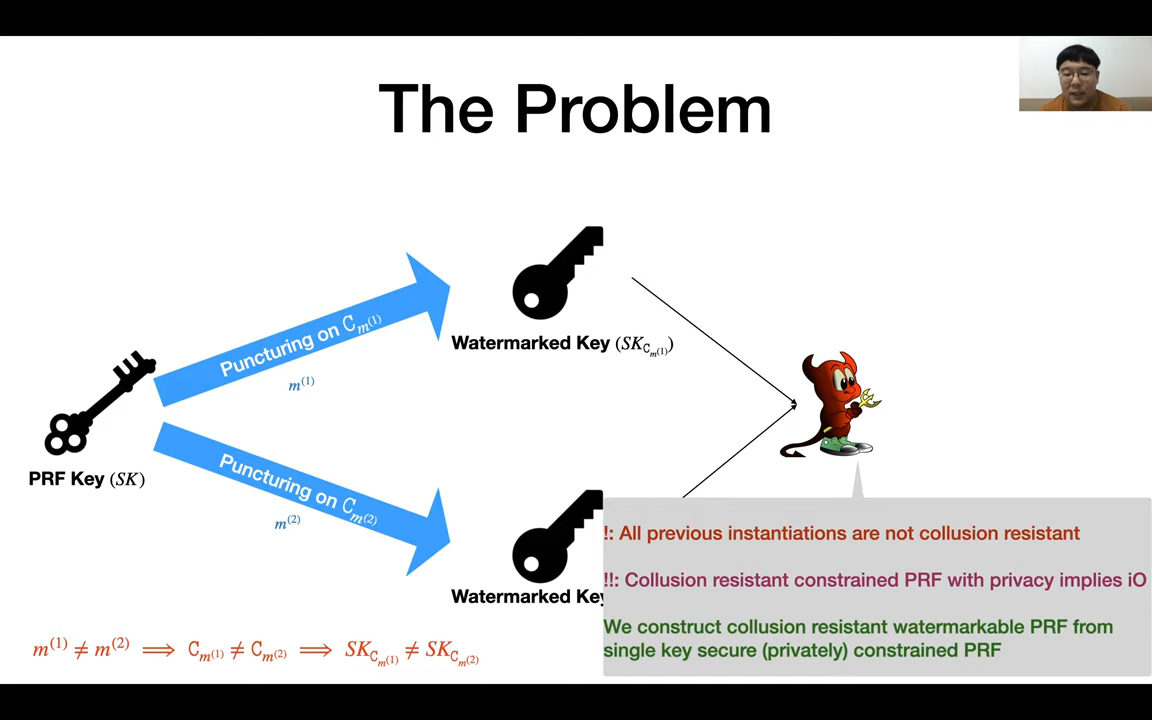 The Problem
Puncturing on C_{m^{(1)}}
m^{(1)}
Watermarked Key (SK_{C_{m^{(1)}}})
PRF Key (SK)
Puncturing on C_{m^{(2)}}
m^{(2)}
Watermarked Key
!: All previous instantiations are not collusion resistant
!!: Collusion resistant constrained PRF with privacy implies iO
We construct collusion resistant watermarkable PRF from
single key secure (privately) constrained PRF
m^{(1)} ≠ m^{(2)} ⟹ C_{m^{(1)}} ≠ C_{m^{(2)}} ⟹ SK_{C_{m^{(1)}}} ≠ SK_{C_{m^{(2)}}}